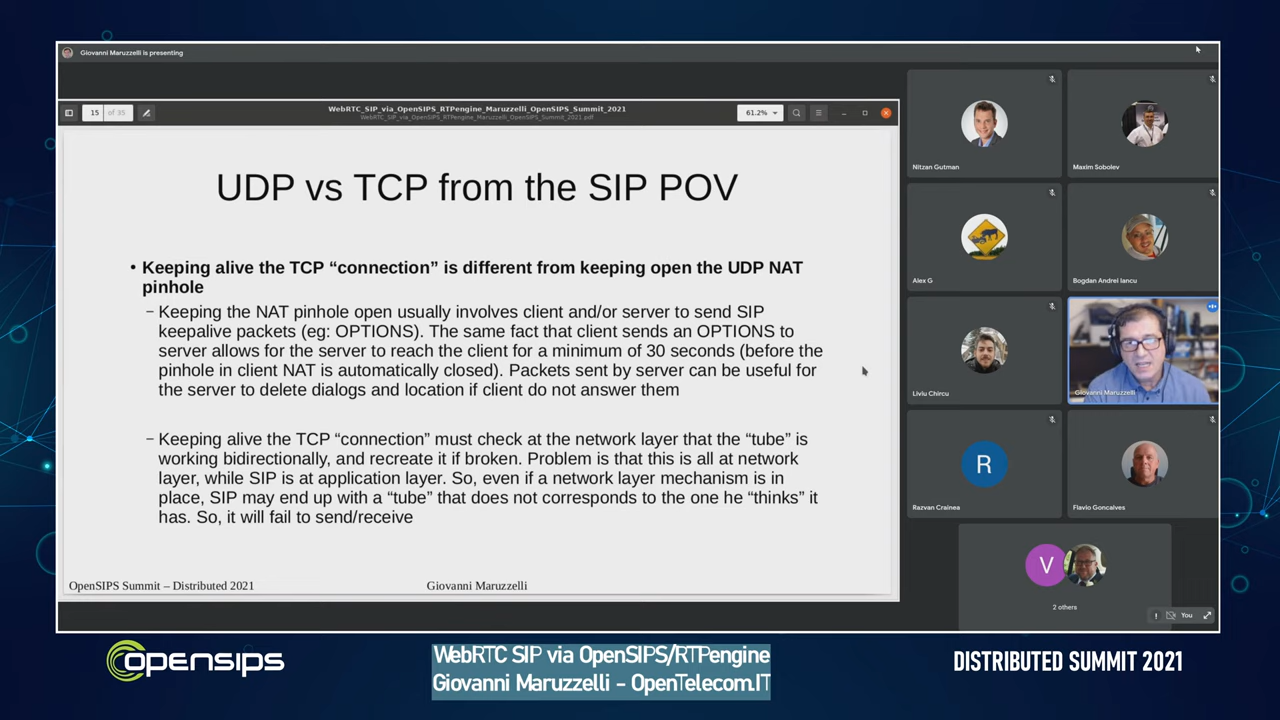 Giovanni Maruzzelli is presenting
15 of 35
WebRTC_SIP_via_OpenSIPS_RTPengine_Maruzzelli_OpenSIPS_Summit_2021
WebRTC_SIP_via_OpenSIPS_RTPengine_Maruzzelli_OpenSIPS_Summit_2021.pdf
61.2%
UDP vs TCP from the SIP POV
• Keeping alive the TCP “connection” is different from keeping open the UDP NAT
pinhole
– Keeping the NAT pinhole open usually involves client and/or server to send SIP
keepalive packets (eg: OPTIONS). The same fact that client sends an OPTIONS to
server allows for the server to reach the client for a minimum of 30 seconds (before the
pinhole in client NAT is automatically closed). Packets sent by server can be useful for
the server to delete dialogs and location if client do not answer them
– Keeping alive the TCP “connection” must check at the network layer that the “tube” is
working bidirectionally, and recreate it if broken. Problem is that this is all at network
layer, while SIP is at application layer. So, even if a network layer mechanism is in
place, SIP may end up with a “tube” that does not corresponds to the one he “thinks” it
has. So, it will fail to send/receive
OpenSIPS Summit – Distributed 2021
Giovanni Maruzzelli
Nitzan Gutman
Maxim Sobolev
Alex G
Bogdan Andrei Iancu
Liviu Chircu
Giovanni Maruzzelli
R
Razvan Crainea
Flavio Goncalves
V
2 others
You
opensips
WebRTC SIP via OpenSIPS/RTPengine
Giovanni Maruzzelli - OpenTelecom.IT
DISTRIBUTED SUMMIT 2021